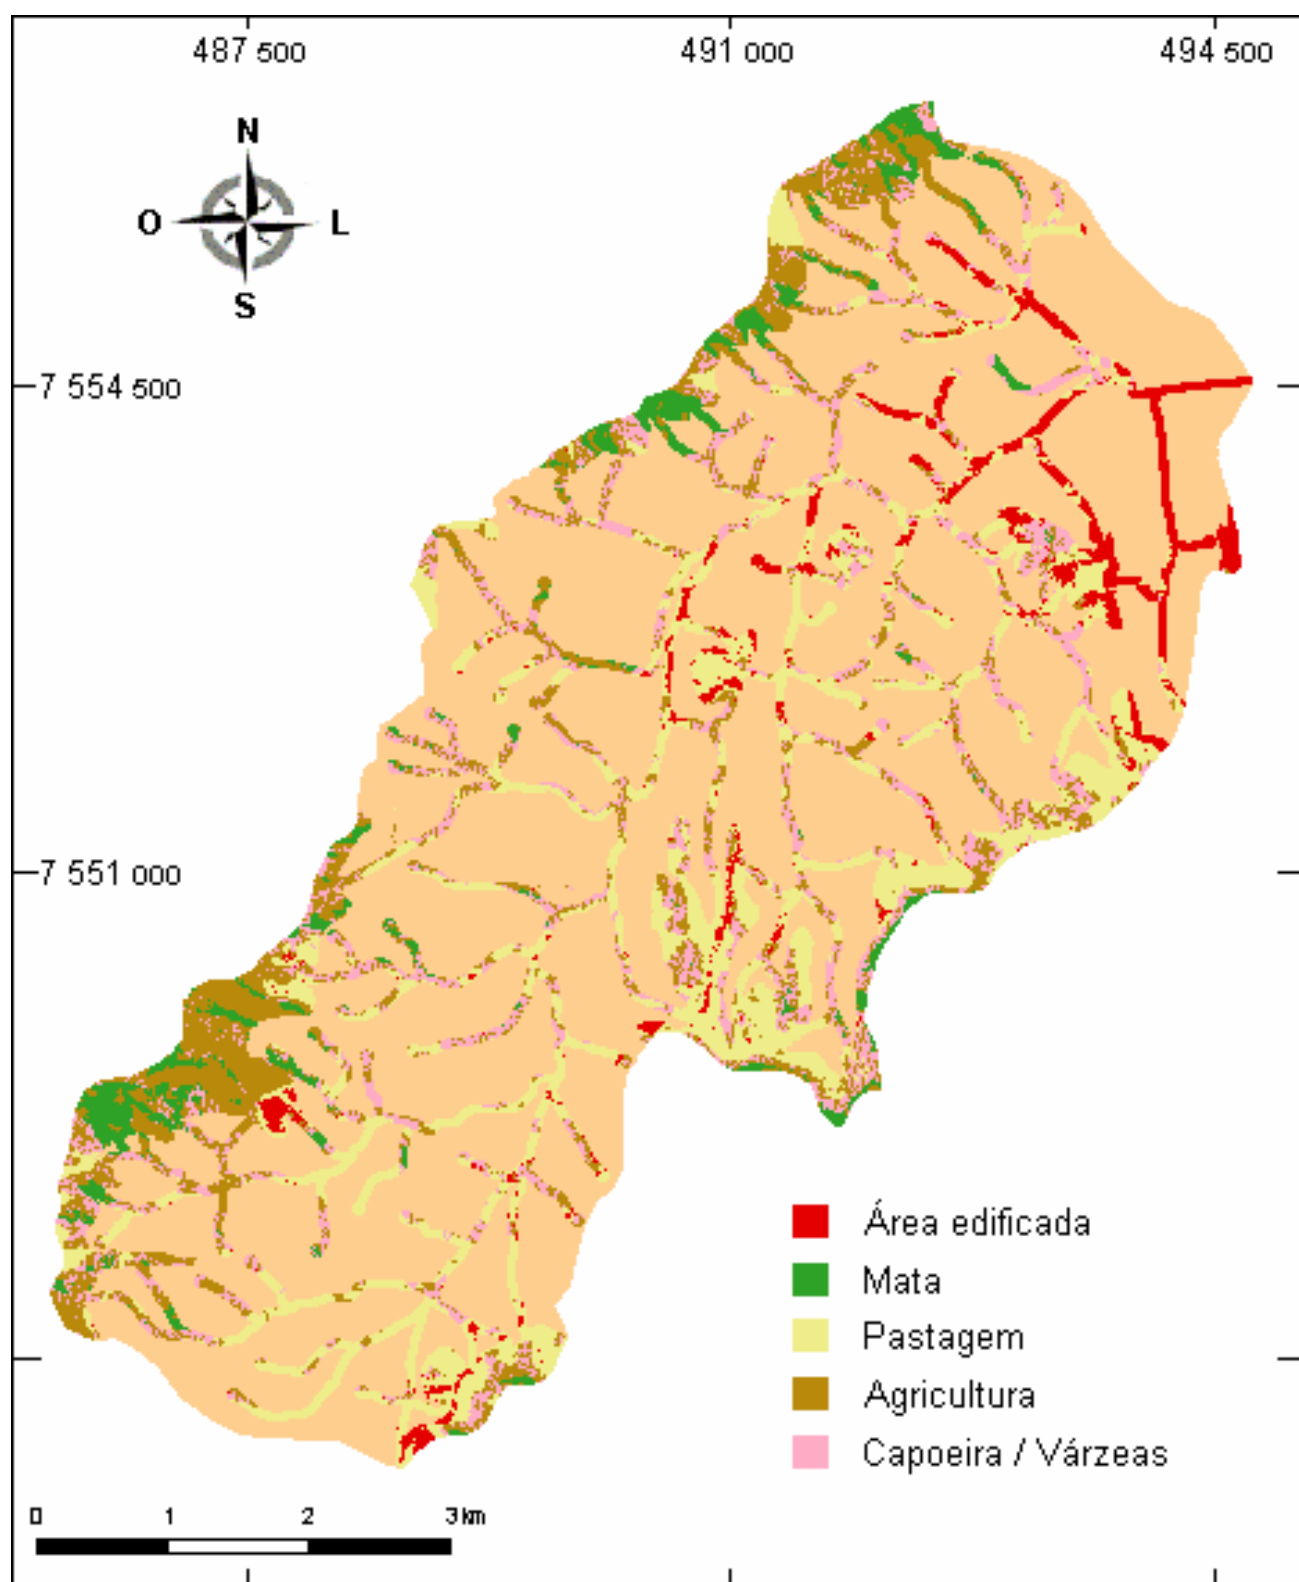 487 500 491 000 494 500
N
O L
S
7 554 500
7 551 000
Área edificada
Mata
Pastagem
Agricultura
Capoeira / Várzeas
0 1 2 3 km